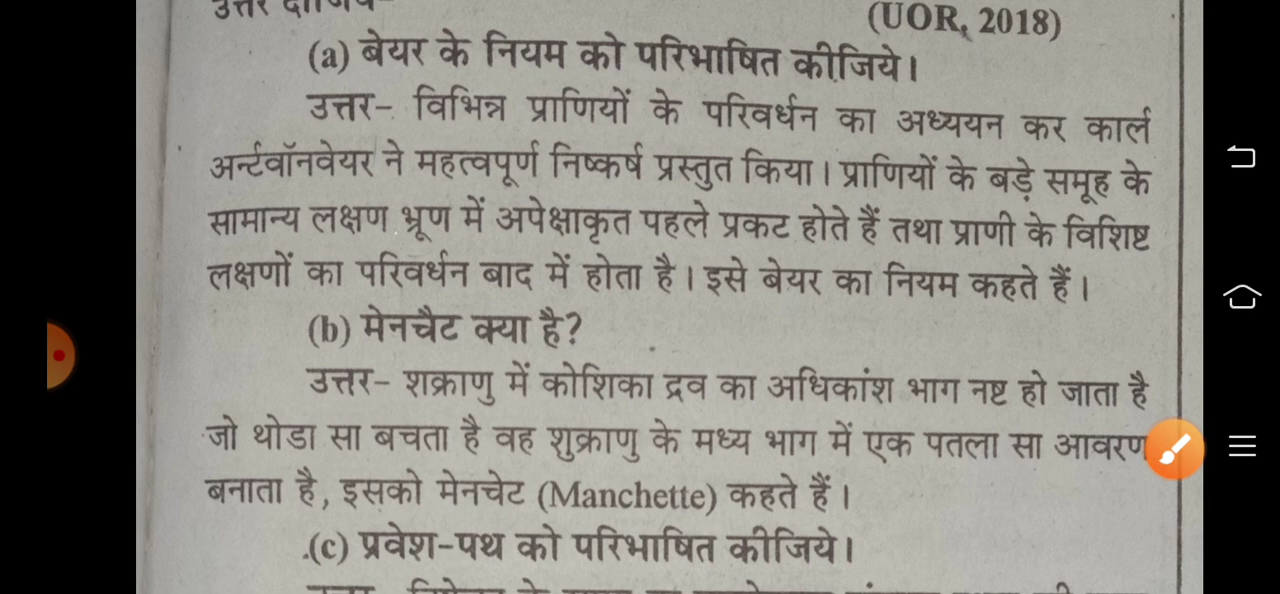 (UOR, 2018)
(a) बेयर के नियम को परिभाषित कीजिये।
उत्तर- विभिन्न प्राणियों के परिवर्धन का अध्ययन कर कार्ल
अर्न्टवॉनवेयर ने महत्वपूर्ण निष्कर्ष प्रस्तुत किया। प्राणियों के बड़े समूह के
सामान्य लक्षण भ्रूण में अपेक्षाकृत पहले प्रकट होते हैं तथा प्राणी के विशिष्ट
लक्षणों का परिवर्धन बाद में होता है। इसे बेयर का नियम कहते हैं।
(b) मेनचैट क्या है?
उत्तर- शक्राणु में कोशिका द्रव का अधिकांश भाग नष्ट हो जाता है
जो थोडा सा बचता है वह शुक्राणु के मध्य भाग में एक पतला सा आवरण
बनाता है, इसको मेनचेट (Manchette) कहते हैं।
(c) प्रवेश-पथ को परिभाषित कीजिये।